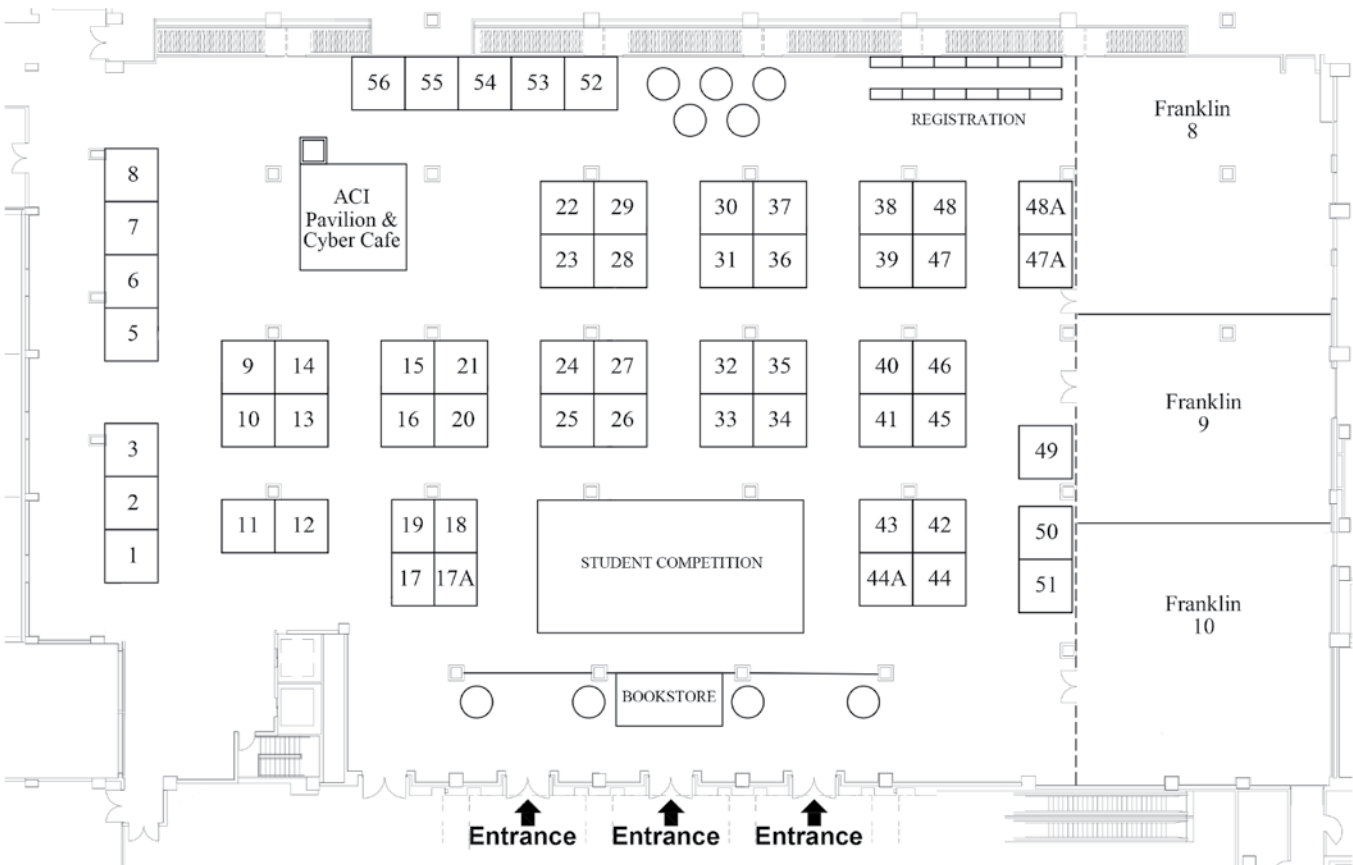 56 55 54 53 52
REGISTRATION
Franklin
8
8
7
6
5
ACI
Pavilion &
Cyber Cafe
22 29
23 28
30 37
31 36
38 48
39 47
48A
47A
9 14
10 13
15 21
16 20
24 27
25 26
32 35
33 34
40 46
41 45
Franklin
9
3
2
1
49
11 12
19 18
17 17A
STUDENT COMPETITION
43 42
44A 44
50
51
Franklin
10
BOOKSTORE
Entrance Entrance Entrance